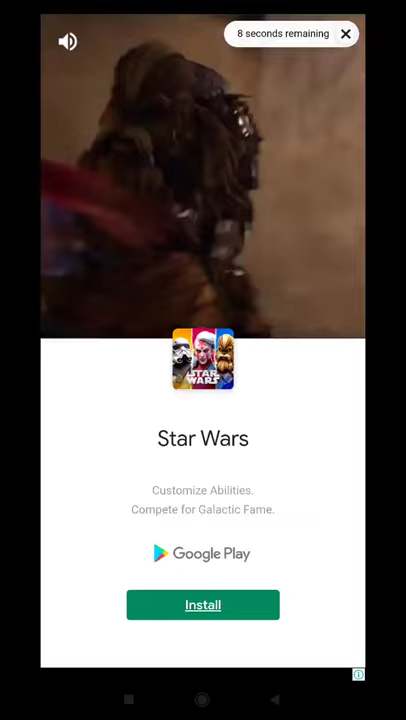 8 seconds remaining
STAR
WARS
Star Wars
Customize Abilities.
Compete for Galactic Fame.
Google Play
Install